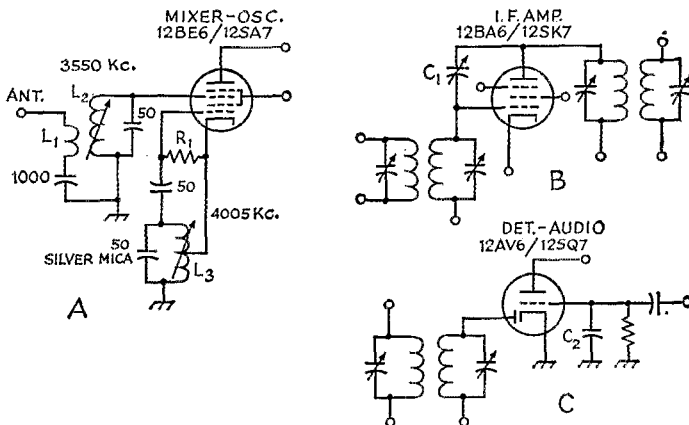 MIXER-OSC.
12BE6/12SA7
3550 Kc.
ANT.
L2
50
L1
R1
1000
50
4005 Kc.
50
SILVER MICA
L3
A
I.F. AMP.
12BA6/12SK7
C1
B
DET.-AUDIO
12AV6/12SQ7
C2
C